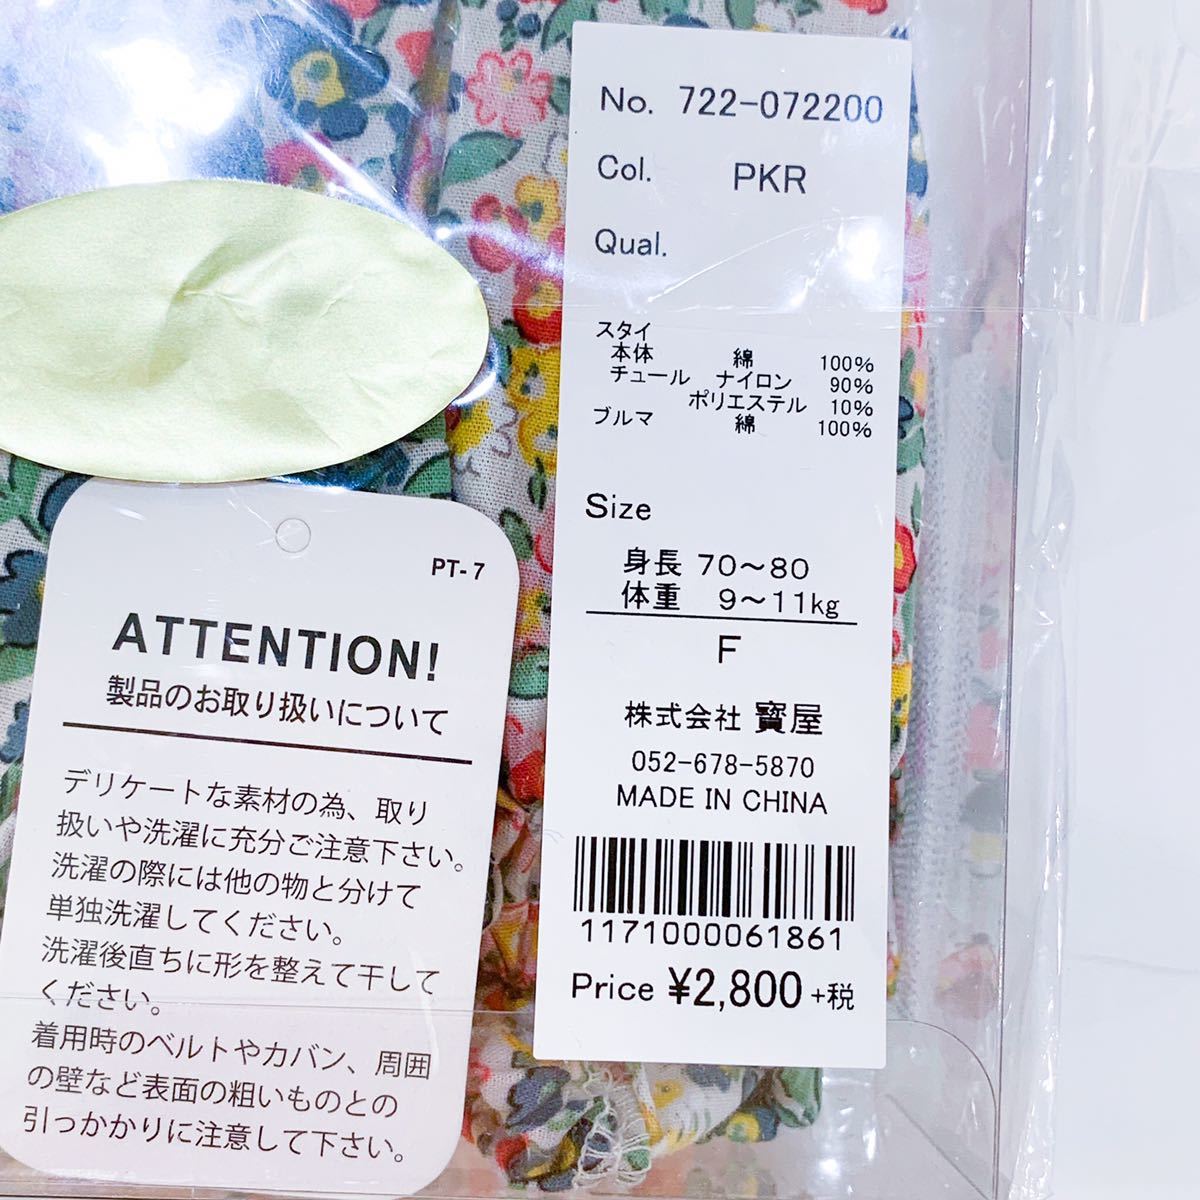 No. 722-072200
Col. PKR
Qual.
スタイ
本体 綿 100%
チュール ナイロン 90%
ポリエステル 10%
ブルマ 綿 100%
Size
身長 70～80
体重 9～11kg
F
株式会社 寳屋
052-678-5870
MADE IN CHINA
1171000061861
Price ¥2,800 +税
PT-7
ATTENTION!
製品のお取り扱いについて
デリケートな素材の為、取り
扱いや洗濯に充分ご注意下さい。
洗濯の際には他の物と分けて
単独洗濯してください。
洗濯後直ちに形を整えて干して
ください。
着用時のベルトやカバン、周囲
の壁など表面の粗いものとの
引っかかりに注意して下さい。